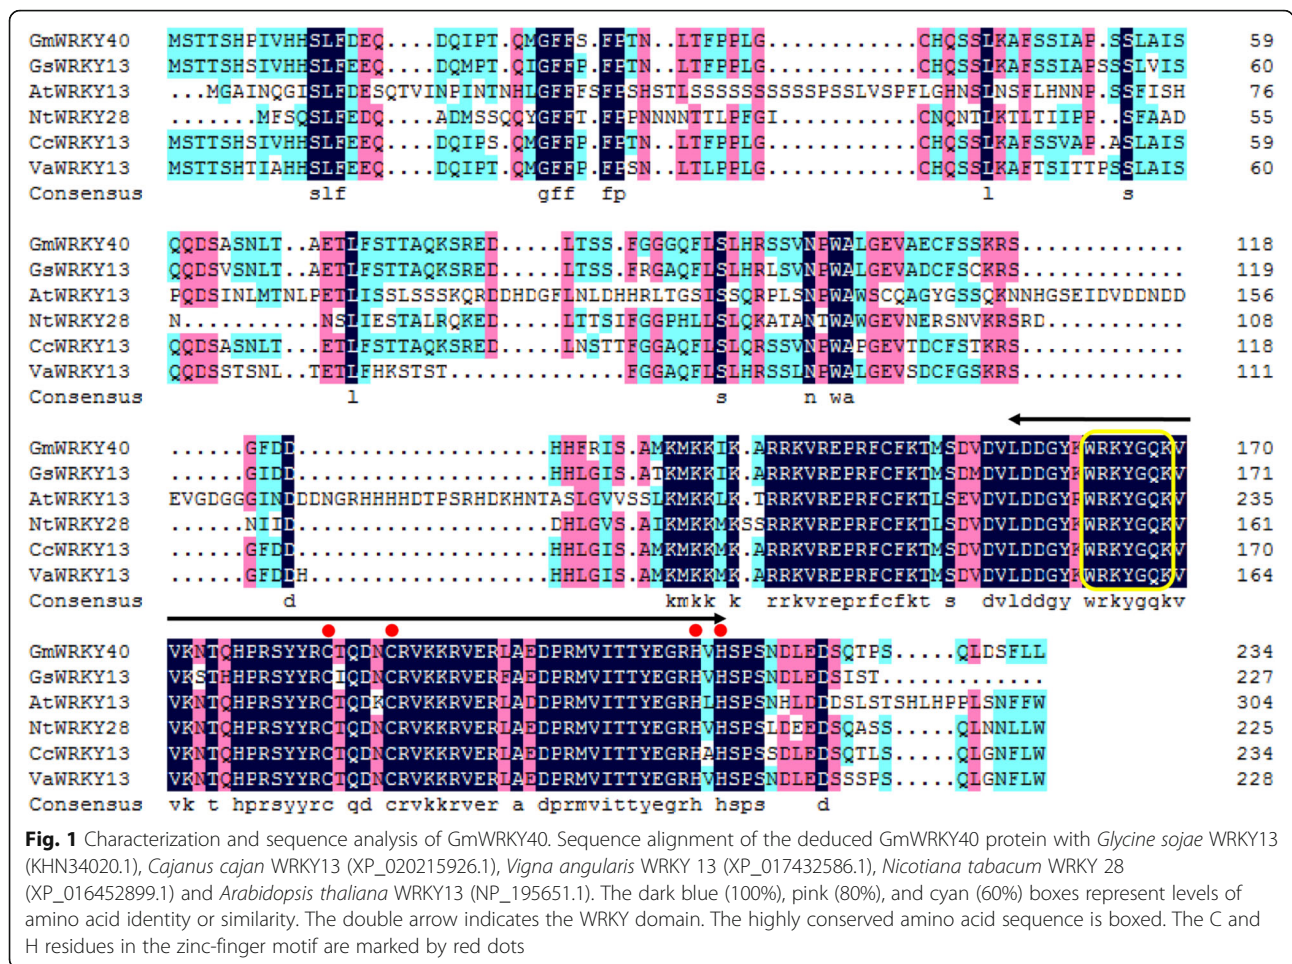 GmWRKY40 MSTTSHPIVHHSLFDEQ....DQIPT.QMGFFS.FPTN..LTFPPLG............CHQSSLKAFSSIAP.SSLAIS 59
GsWRKY13 MSTTSHSIVHHSLFEEQ....DQMPT.QIGFFP.FPTN..LTFPPLG............CHQSSLKAFSSIAPSSSLVIS 60
AtWRKY13 ...MGAINQGISLFDESQTVINPINTNHLGFFFSFPSHSTLSSSSSSSSSSSPSSLVSPFLGHNSLNSFLHNNP.SSFISH 76
NtWRKY28 .......MFSQSLFEDQ....ADMSSQQYGFFT.FPPNNNNTTLPFGI...........CNQNTLKTLTIIPP..SFAAD 55
CcWRKY13 MSTTSHSIVHHSLFEEQ....DQIPS.QMGFFP.FPTN..LTFPPLG............CHQSSLKAFSSVAP.ASLAIS 59
VaWRKY13 MSTTSHTIAHHSLFEEQ....DQIPT.QMGFFP.FPSN..LTLPPLG............CHQSSLKAFTSITTPSSLAIS 60
Consensus slf gff fp l s
GmWRKY40 QQDSASNLT..AETLFSTTAQKSRED.....LTSS.FGGGQFLSLHRSSVNPWALGEVAECFSSKRS............. 118
GsWRKY13 QQDSVSNLT..AETLFSTTAQKSRED.....LTSS.FRGAQFLSLHRLSVNPWALGEVADCFSCKRS............. 119
AtWRKY13 PQDSINLMTNLPETLISSLSSSKQRDDHDGFLNLDHHRLTGSISSQRPLSNPWAWSCQAGYGSSQKNNHGSEIDVDDNDD 156
NtWRKY28 N..........NSLIESTALRQKED.....LTTSIFGGPHLLSLQKATANTWAWGEVNERSNVKRSRD........... 108
CcWRKY13 QQDSASNLT...ETLFSTTAQKSRED.....LNSTTFGGAQFLSLQRSSVNPWAPGEVTDCFSTKRS............. 118
VaWRKY13 QQDSSTSNL..TETLFHKSTST..............FGGAQFLSLHRSSLNPWALGEVSDCFGSKRS............. 111
Consensus l s n wa
GmWRKY40 ......GFDD....................HHFRIS.AMKMKKIK.ARRKVREPRFCFKTMSDVDVLDDGYKWRKYGQKV 170
GsWRKY13 ......GIDD....................HHLGIS.ATKMKKIK.ARRKVREPRFCFKTMSDMDVLDDGYKWRKYGQKV 171
AtWRKY13 EVGDGGGINDDDNGRHHHHDTPSRHDKHNTASLGVVSSLKMKKLK.TRRKVREPRFCFKTLSEVDVLDDGYRWRKYGQKV 235
NtWRKY28 ......NIID....................DHLGVS.AIKMKKMKSSRRKVREPRFCFKTLSDVDVLDDGYKWRKYGQKV 161
CcWRKY13 ......GFDD....................HHLGIS.AMKMKKMK.ARRKVREPRFCFKTMSDVDVLDDGYKWRKYGQKV 170
VaWRKY13 ......GFDDH...................HHLGIS.AMKMKKMK.ARRKVREPRFCFKTMSDVDVLDDGYKWRKYGQKV 164
Consensus d kmkk k rrkvreprfcfkt s dvlddgy wrkygqkv
GmWRKY40 VKNTQHPRSYYRCTQDNCRVKKRVERLAEDPRMVITTYEGRHVHSPSNDLEDSQTPS.....QLDSFLL 234
GsWRKY13 VKSTHHPRSYYRCIQDNCRVKKRVERFAEDPRMVITTYEGRHVHSPSNDLEDSIST............. 227
AtWRKY13 VKNTQHPRSYYRCTQDKCRVKKRVERLADDPRMVITTYEGRHLHSPSNHLDDDSLSTSHLHPPLSNFFW 304
NtWRKY28 VKNTQHPRSYYRCTQDNCRVKKRVERLAEDPRMVITTYEGRHVHSPSLDEEDSQASS.....QLNNLLW 225
CcWRKY13 VKNTQHPRSYYRCTQDNCRVKKRVERLAEDPRMVITTYEGRHAHSPSSDLEDSQTLS.....QLGNFLW 234
VaWRKY13 VKNTQHPRSYYRCTQDNCRVKKRVERLAEDPRMVITTYEGRHVHSPSNDLEDSSSPS.....QLGNFLW 228
Consensus vk t hprsyyrc qd crvkkrver a dprmvittyegrh hsps d
Fig. 1 Characterization and sequence analysis of GmWRKY40. Sequence alignment of the deduced GmWRKY40 protein with Glycine sojae WRKY13
(KHN34020.1), Cajanus cajan WRKY13 (XP_020215926.1), Vigna angularis WRKY 13 (XP_017432586.1), Nicotiana tabacum WRKY 28
(XP_016452899.1) and Arabidopsis thaliana WRKY13 (NP_195651.1). The dark blue (100%), pink (80%), and cyan (60%) boxes represent levels of
amino acid identity or similarity. The double arrow indicates the WRKY domain. The highly conserved amino acid sequence is boxed. The C and
H residues in the zinc-finger motif are marked by red dots